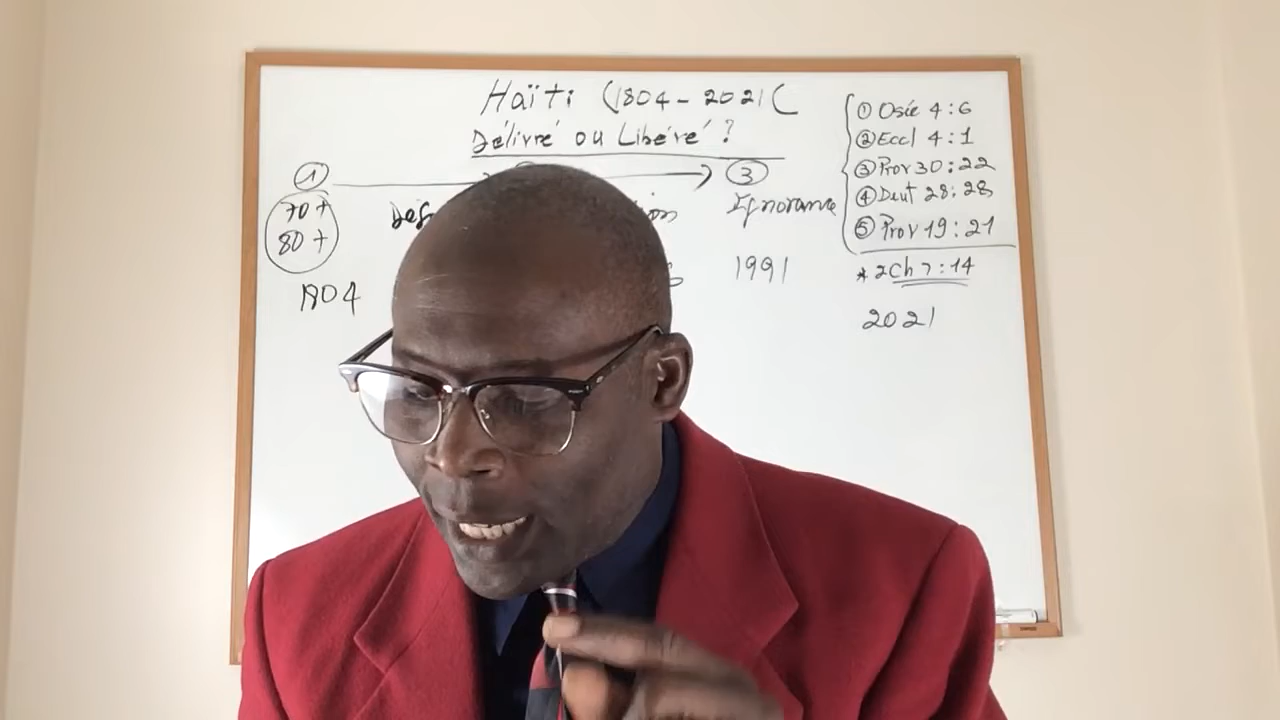 Haïti (1804 - 2021(
Délivré ou Libéré ?
① ③
70 +
80 +
Ignorance
1804
1991
① Osée 4:6
② Eccl 4:1
③ Prov 30:22
④ Deut 28:28
⑤ Prov 19:21
* 2Ch 7:14
2021